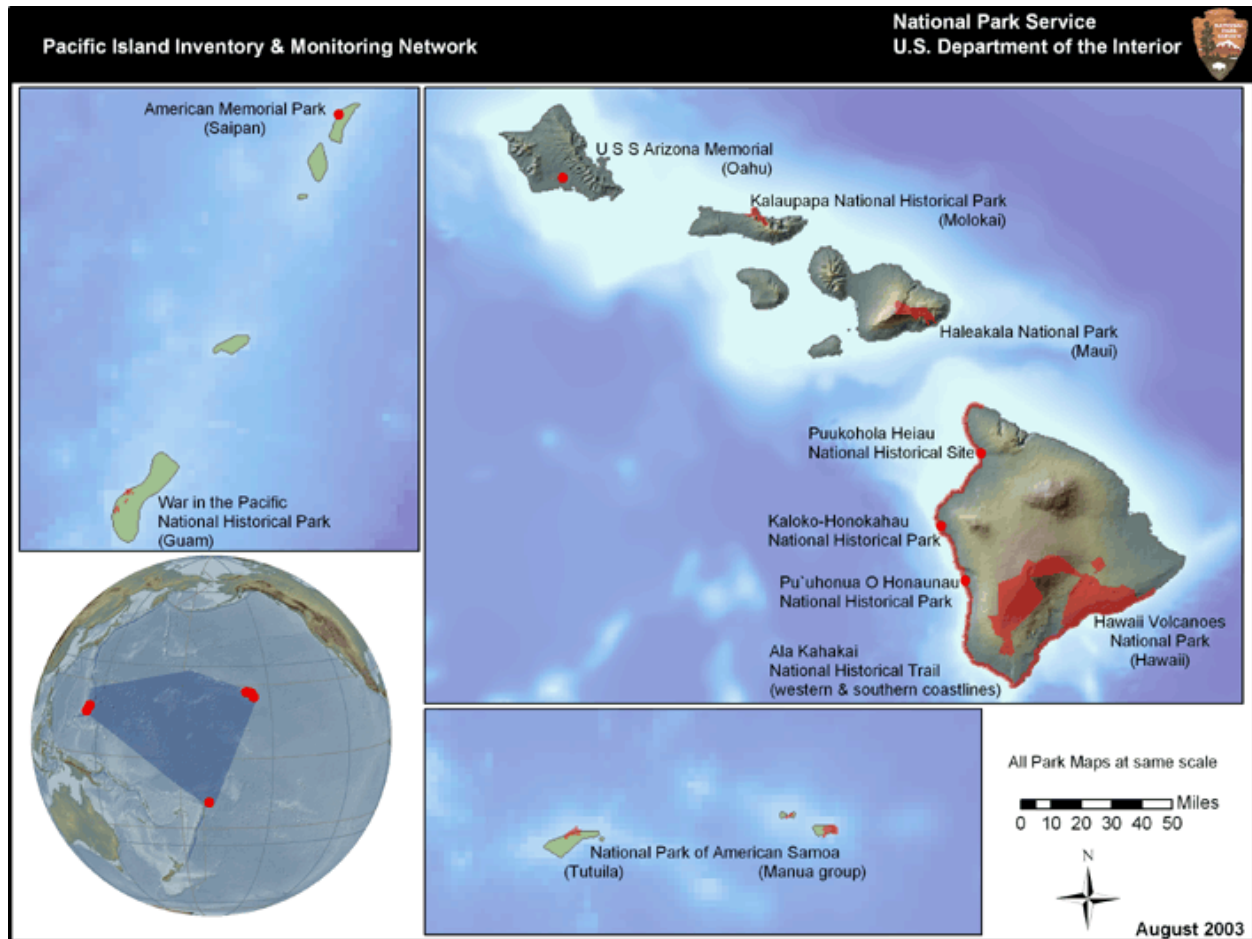 Pacific Island Inventory & Monitoring Network
National Park Service
U.S. Department of the Interior
NATIONAL
PARK
SERVICE
American Memorial Park
(Saipan)
War in the Pacific
National Historical Park
(Guam)
U S S Arizona Memorial
(Oahu)
Kalaupapa National Historical Park
(Molokai)
Haleakala National Park
(Maui)
Puukohola Heiau
National Historical Site
Kaloko-Honokahau
National Historical Park
Pu`uhonua O Honaunau
National Historical Park
Ala Kahakai
National Historical Trail
(western & southern coastlines)
Hawaii Volcanoes
National Park
(Hawaii)
National Park of American Samoa
(Tutuila) (Manua group)
All Park Maps at same scale
Miles
0 10 20 30 40 50
N
August 2003